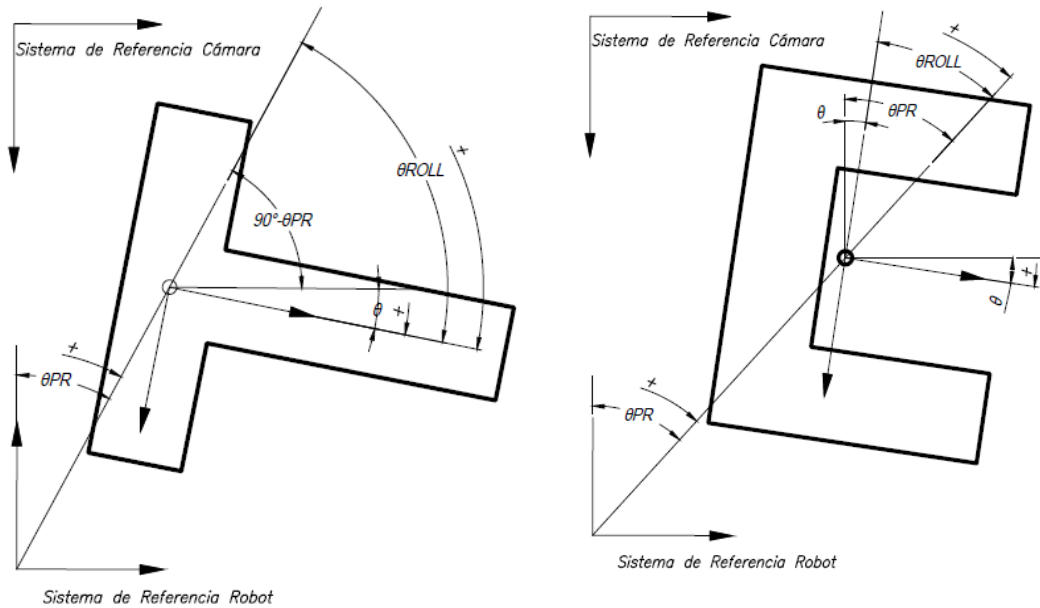 Sistema de Referencia Cámara
θROLL
90°-θPR
+
θ
+
+
θPR
Sistema de Referencia Robot
Sistema de Referencia Cámara
+
θROLL
θPR
θ
+
θ
+
θPR
Sistema de Referencia Robot